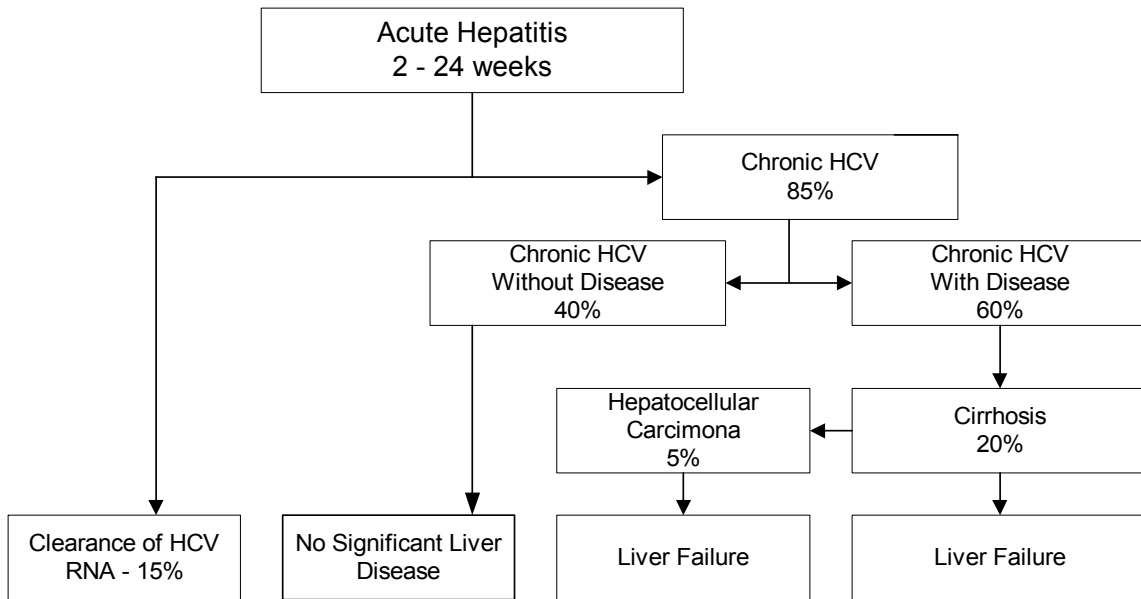 Acute Hepatitis
2 - 24 weeks
Chronic HCV
85%
Chronic HCV
Without Disease
40%
Chronic HCV
With Disease
60%
Hepatocellular
Carcimona
5%
Cirrhosis
20%
Clearance of HCV
RNA - 15%
No Significant Liver
Disease
Liver Failure
Liver Failure